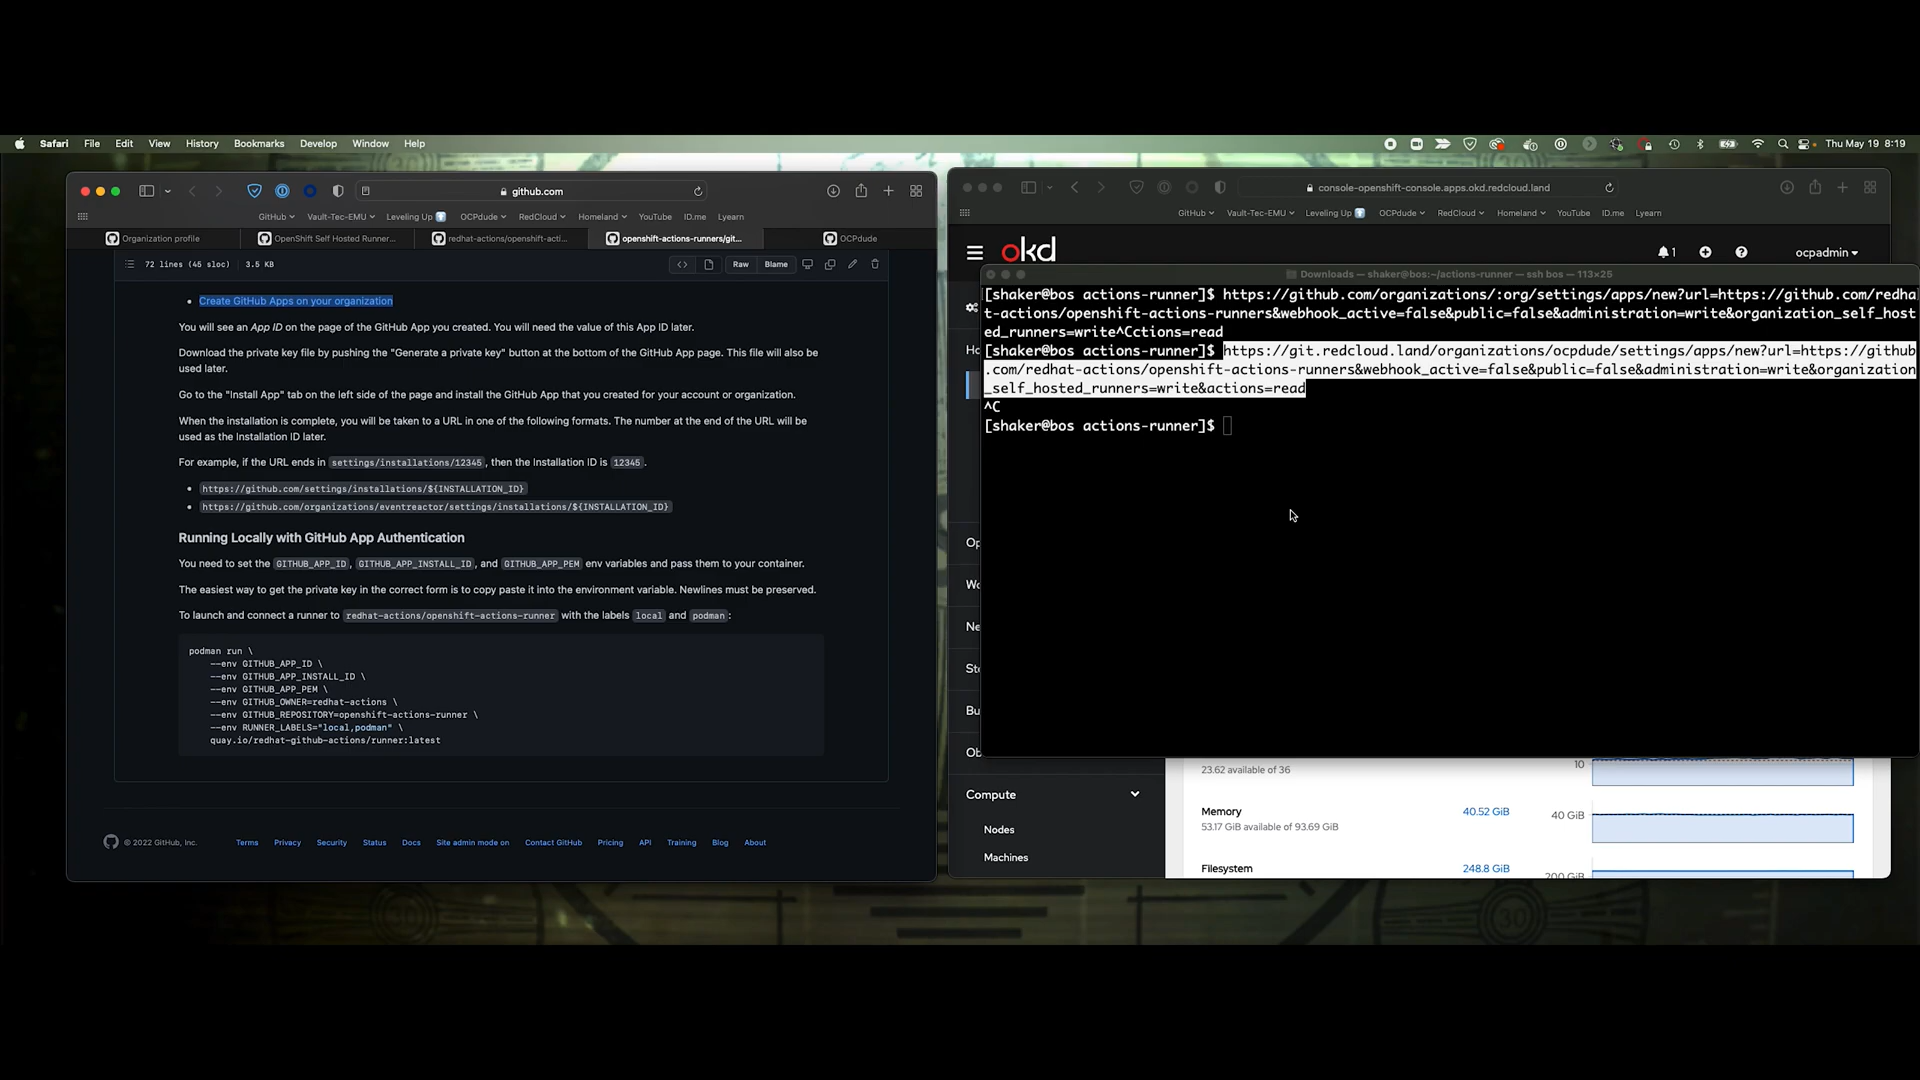 Safari File Edit View History Bookmarks Develop Window Help
Thu May 19 8:19
github.com
GitHub Vault-Tec-EMU Leveling Up OCPdude RedCloud Homeland YouTube ID.me Lyearn
Organization profile
OpenShift Self Hosted Runner...
redhat-actions/openshift-acti...
openshift-actions-runners/git...
OCPdude
72 lines (45 sloc) 3.5 KB
Raw Blame
Create GitHub Apps on your organization
You will see an App ID on the page of the GitHub App you created. You will need the value of this App ID later.
Download the private key file by pushing the "Generate a private key" button at the bottom of the GitHub App page. This file will also be
used later.
Go to the "Install App" tab on the left side of the page and install the GitHub App that you created for your account or organization.
When the installation is complete, you will be taken to a URL in one of the following formats. The number at the end of the URL will be
used as the Installation ID later.
For example, if the URL ends in settings/installations/12345, then the Installation ID is 12345.
https://github.com/settings/installations/${INSTALLATION_ID}
https://github.com/organizations/eventreactor/settings/installations/${INSTALLATION_ID}
Running Locally with GitHub App Authentication
You need to set the GITHUB_APP_ID, GITHUB_APP_INSTALL_ID, and GITHUB_APP_PEM env variables and pass them to your container.
The easiest way to get the private key in the correct form is to copy paste it into the environment variable. Newlines must be preserved.
To launch and connect a runner to redhat-actions/openshift-actions-runner with the labels local and podman:
podman run \
--env GITHUB_APP_ID \
--env GITHUB_APP_INSTALL_ID \
--env GITHUB_APP_PEM \
--env GITHUB_OWNER=redhat-actions \
--env GITHUB_REPOSITORY=openshift-actions-runner \
--env RUNNER_LABELS="local,podman" \
quay.io/redhat-github-actions/runner:latest
© 2022 GitHub, Inc. Terms Privacy Security Status Docs Site admin mode on Contact GitHub Pricing API Training Blog About
console-openshift-console.apps.okd.redcloud.land
GitHub Vault-Tec-EMU Leveling Up OCPdude RedCloud Homeland YouTube ID.me Lyearn
okd
1
ocpadmin
Downloads — shaker@bos:~/actions-runner — ssh bos — 113×25
[shaker@bos actions-runner]$ https://github.com/organizations/:org/settings/apps/new?url=https://github.com/redha
t-actions/openshift-actions-runners&webhook_active=false&public=false&administration=write&organization_self_host
ed_runners=write^Cctions=read
[shaker@bos actions-runner]$ https://git.redcloud.land/organizations/ocpdude/settings/apps/new?url=https://github
.com/redhat-actions/openshift-actions-runners&webhook_active=false&public=false&administration=write&organization
_self_hosted_runners=write&actions=read
^C
[shaker@bos actions-runner]$
Compute
Nodes
Machines
23.62 available of 36
10
Memory
40.52 GiB
40 GiB
53.17 GiB available of 93.69 GiB
Filesystem
248.8 GiB
200 GiB